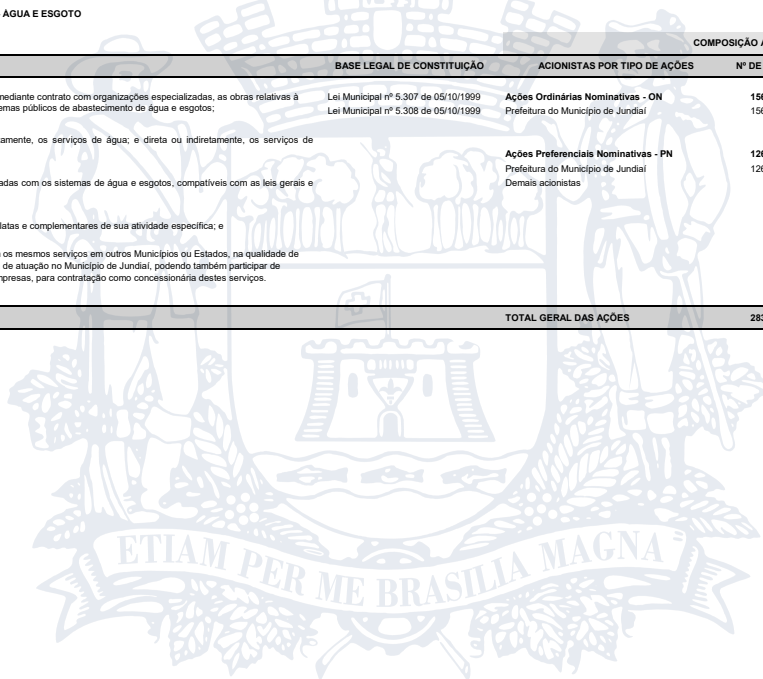 ÁGUA E ESGOTO
COMPOSIÇÃO
BASE LEGAL DE CONSTITUIÇÃO ACIONISTAS POR TIPO DE AÇÕES Nº DE
mediante contrato com organizações especializadas, as obras relativas à Lei Municipal nº 5.307 de 05/10/1999 Ações Ordinárias Nominativas - ON
emas públicos de abastecimento de água e esgotos; Lei Municipal nº 5.308 de 05/10/1999 Prefeitura do Município de Jundiaí
amente, os serviços de água; e direta ou indiretamente, os serviços de
Ações Preferenciais Nominativas - PN
Prefeitura do Município de Jundiaí 126
adas com os sistemas de água e esgotos, compatíveis com as leis gerais e Demais acionistas
latas e complementares de sua atividade específica; e
os mesmos serviços em outros Municípios ou Estados, na qualidade de
de atuação no Município de Jundiaí, podendo também participar de
mpresas, para contratação como concessionária destes serviços.
TOTAL GERAL DAS AÇÕES 283
ETIAM PER ME BRASILIA MAGNA